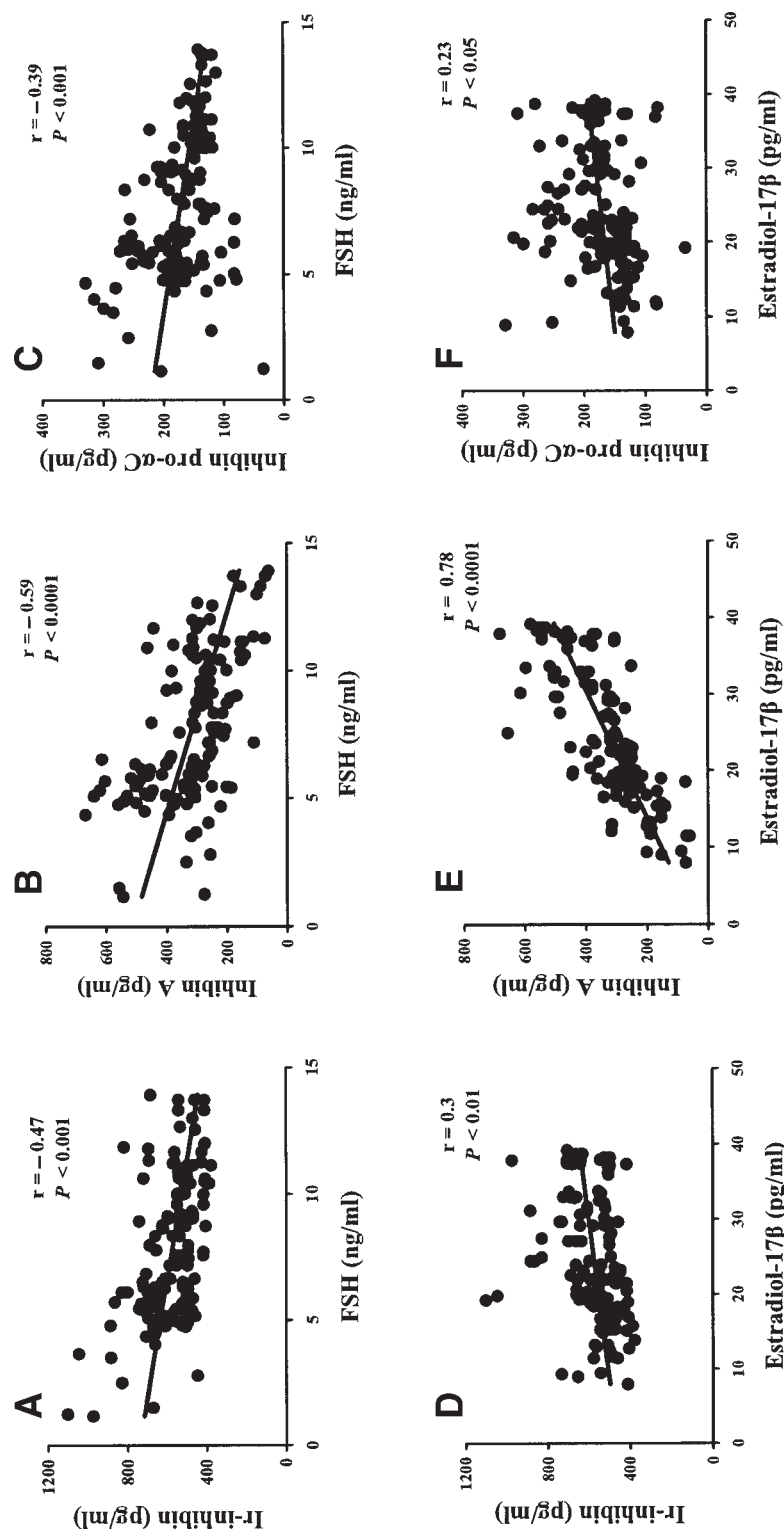 A
r = – 0.47
P < 0.001
Ir-inhibin (pg/ml)
1200
800
400
0
0
5
10
15
FSH (ng/ml)
B
r = – 0.59
P < 0.0001
Inhibin A (pg/ml)
800
600
400
200
0
0
5
10
15
FSH (ng/ml)
C
r = – 0.39
P < 0.001
Inhibin pro-αC (pg/ml)
400
300
200
100
0
0
5
10
15
FSH (ng/ml)
D
r = 0.3
P < 0.01
Ir-inhibin (pg/ml)
1200
800
400
0
0
10
20
30
40
50
Estradiol-17β (pg/ml)
E
r = 0.78
P < 0.0001
Inhibin A (pg/ml)
800
600
400
200
0
0
10
20
30
40
50
Estradiol-17β (pg/ml)
F
r = 0.23
P < 0.05
Inhibin pro-αC (pg/ml)
400
300
200
100
0
0
10
20
30
40
50
Estradiol-17β (pg/ml)